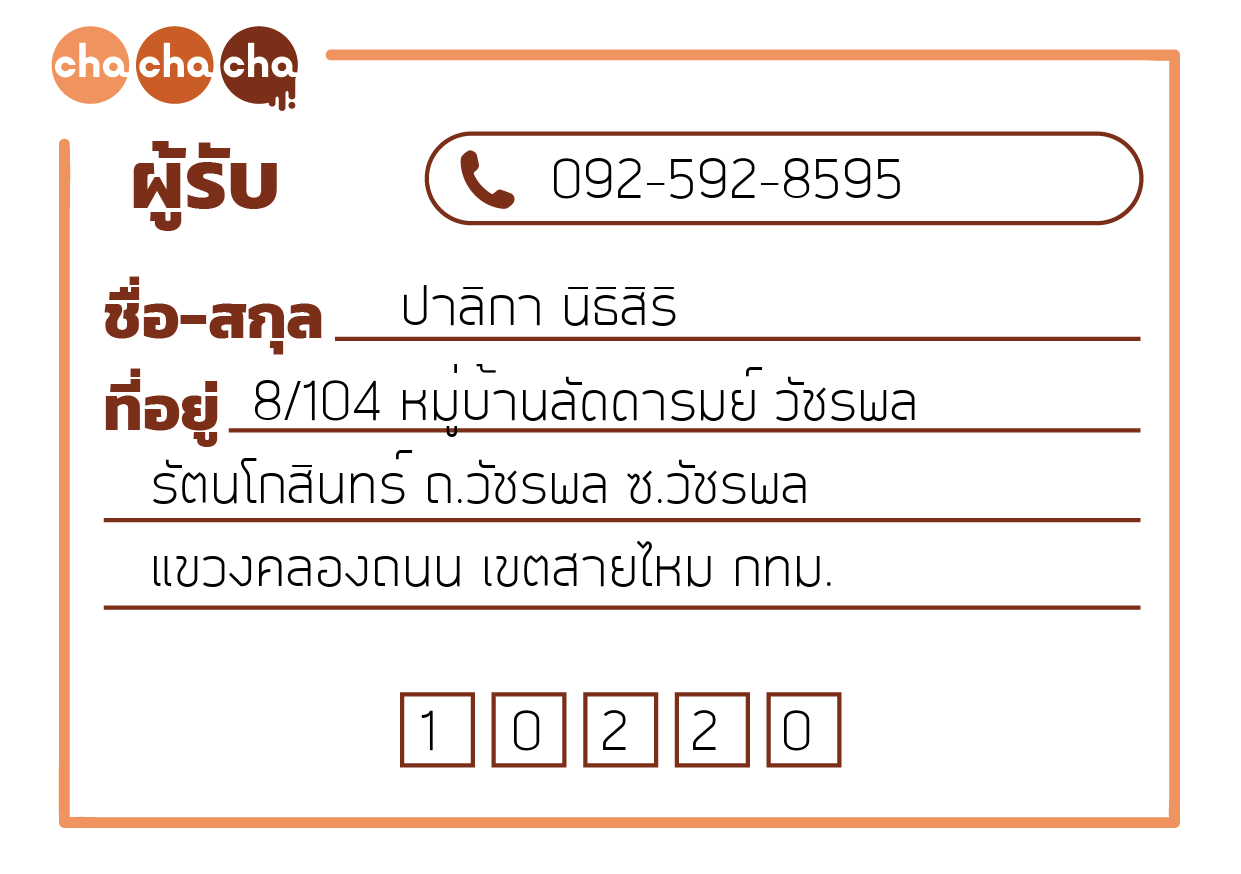 cha cha cha
ผู้รับ 092-592-8595
ชื่อ-สกุล ปาลิกา นิธิสิริ
ที่อยู่ 8/104 หมู่บ้านลัดดารมย์ วัชรพล
รัตนโกสินทร์ ถ.วัชรพล ซ.วัชรพล
แขวงคลองถนน เขตสายไหม กทม.
1 0 2 2 0